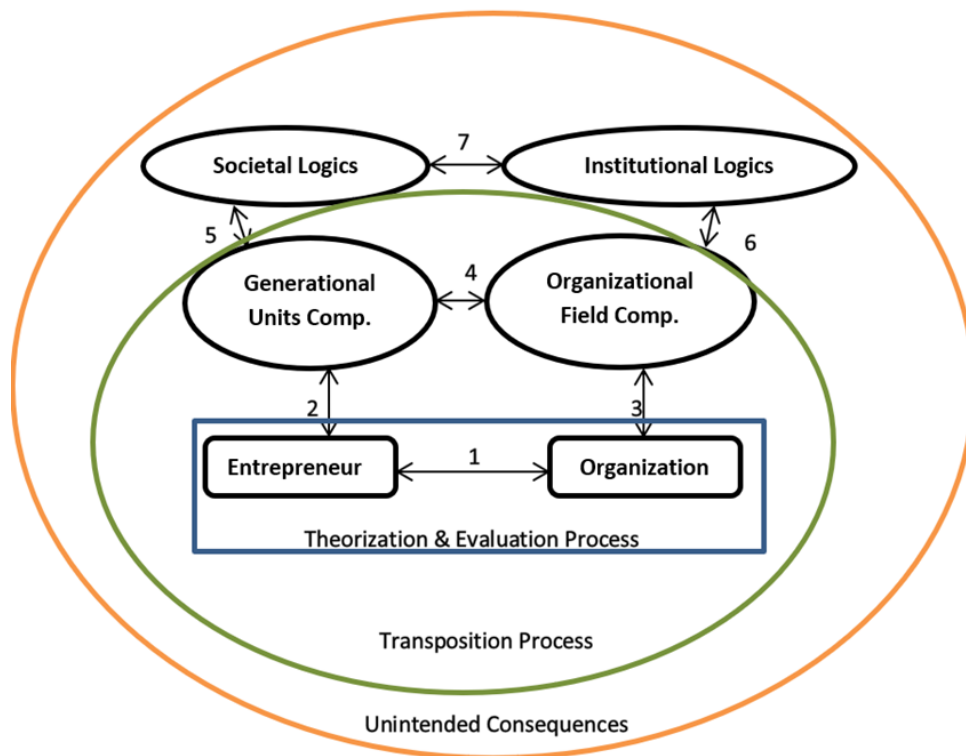 7
Societal Logics
Institutional Logics
5
6
Generational
Units Comp.
4
Organizational
Field Comp.
2
3
Entrepreneur
1
Organization
Theorization & Evaluation Process
Transposition Process
Unintended Consequences